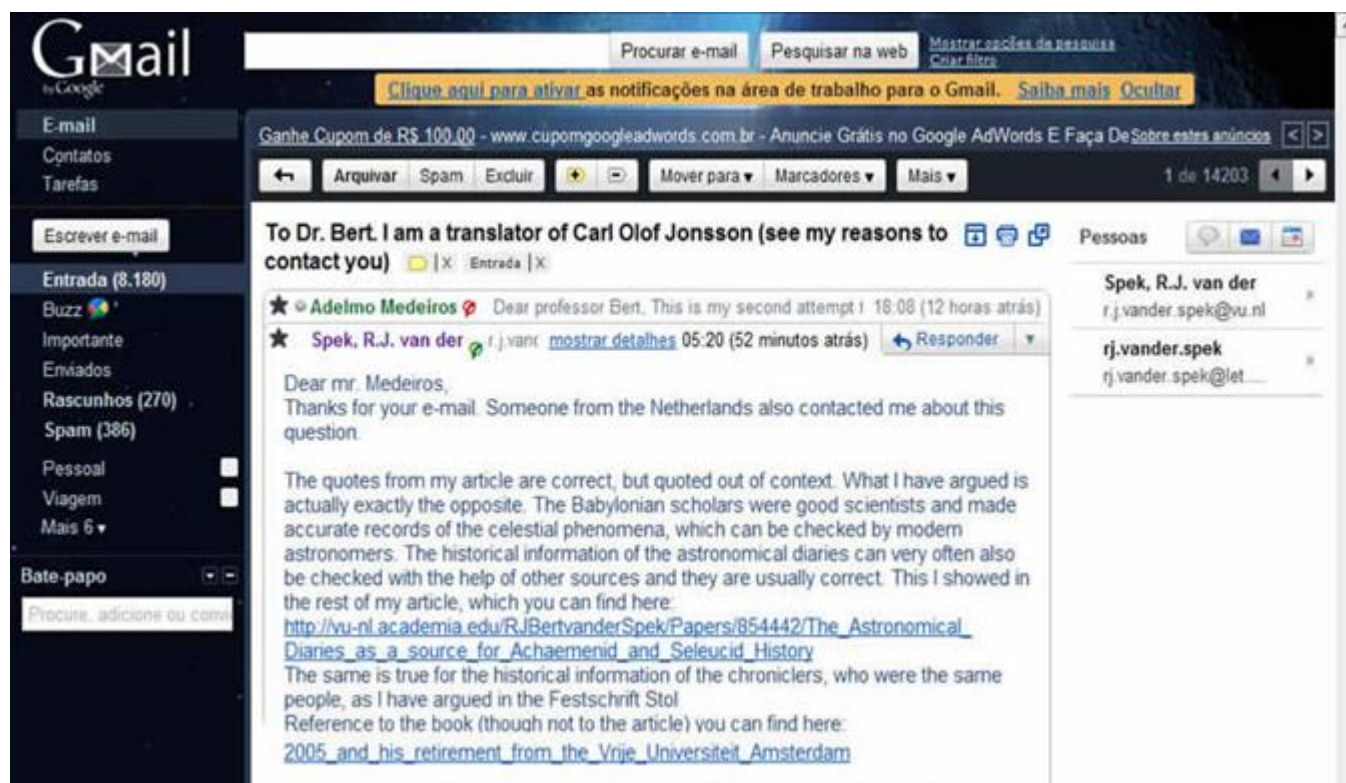 Gmail
by Google
Procurar e-mail
Pesquisar na web
Mostrar opções de pesquisa
Criar filtro
Clique aqui para ativar as notificações na área de trabalho para o Gmail. Saiba mais Ocultar
E-mail
Contatos
Tarefas
Escrever e-mail
Entrada (8.180)
Buzz
Importante
Enviados
Rascunhos (270)
Spam (386)
Pessoal
Viagem
Mais 6
Bate-papo
Procure, adicione ou convi
Ganhe Cupom de R$ 100,00 - www.cupomgoogleadwords.com.br - Anuncie Grátis no Google AdWords E Faça De Sobre estes anúncios < >
Arquivar Spam Excluir Mover para Marcadores Mais 1 de 14203
To Dr. Bert. I am a translator of Carl Olof Jonsson (see my reasons to
contact you) | X Entrada | X
Adelmo Medeiros Dear professor Bert, This is my second attempt t 18:08 (12 horas atrás)
Spek, R.J. van der r.j.vand mostrar detalhes 05:20 (52 minutos atrás) Responder
Dear mr. Medeiros,
Thanks for your e-mail. Someone from the Netherlands also contacted me about this
question.
The quotes from my article are correct, but quoted out of context. What I have argued is
actually exactly the opposite. The Babylonian scholars were good scientists and made
accurate records of the celestial phenomena, which can be checked by modern
astronomers. The historical information of the astronomical diaries can very often also
be checked with the help of other sources and they are usually correct. This I showed in
the rest of my article, which you can find here:
http://vu-nl.academia.edu/RJBertvanderSpek/Papers/854442/The_Astronomical_
Diaries_as_a_source_for_Achaemenid_and_Seleucid_History
The same is true for the historical information of the chroniclers, who were the same
people, as I have argued in the Festschrift Stol
Reference to the book (though not to the article) you can find here:
2005_and_his_retirement_from_the_Vrije_Universiteit_Amsterdam
Pessoas
Spek, R.J. van der
r.j.vander.spek@vu.nl
rj.vander.spek
rj.vander.spek@let.....